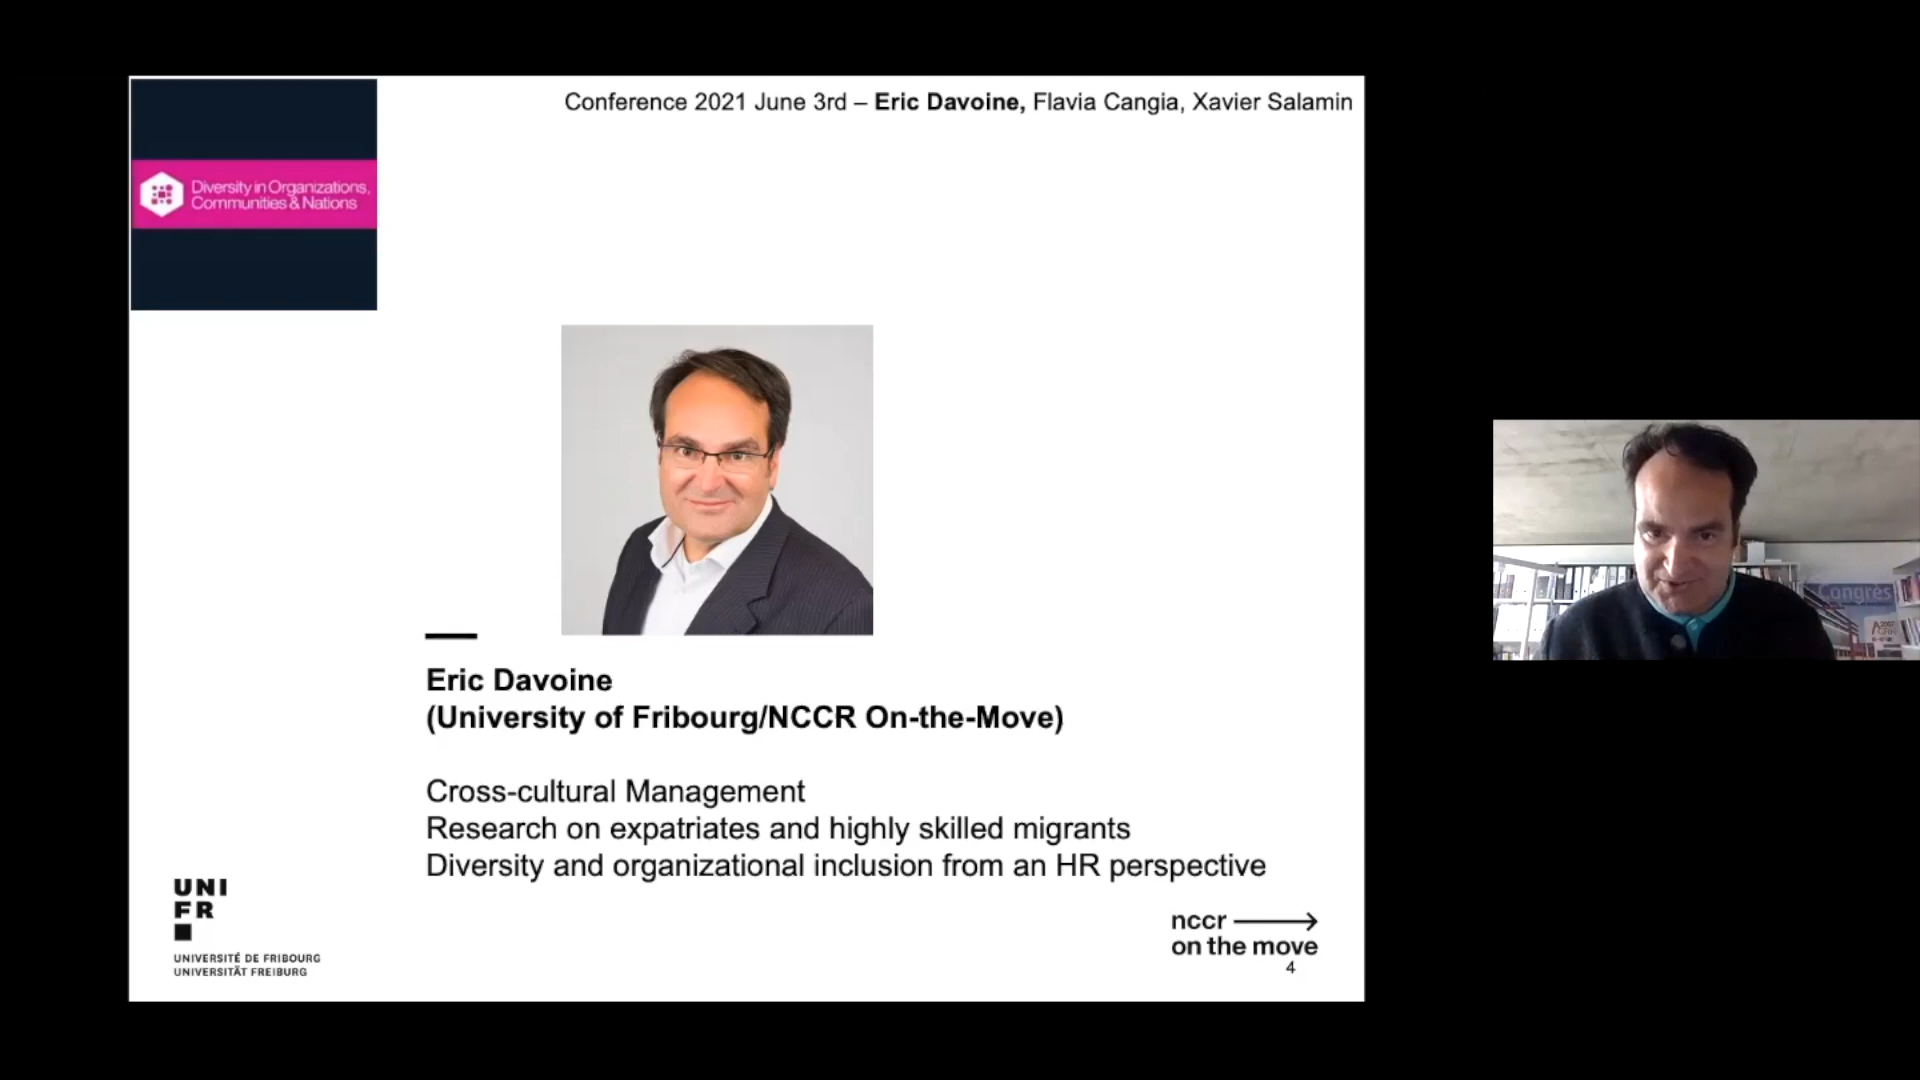 Conference 2021 June 3rd – Eric Davoine, Flavia Cangia, Xavier Salamin
Diversity in Organizations,
Communities & Nations
Eric Davoine
(University of Fribourg/NCCR On-the-Move)
Cross-cultural Management
Research on expatriates and highly skilled migrants
Diversity and organizational inclusion from an HR perspective
UNI
FR
UNIVERSITÉ DE FRIBOURG
UNIVERSITÄT FREIBURG
nccr
on the move
4
Congrès
2007